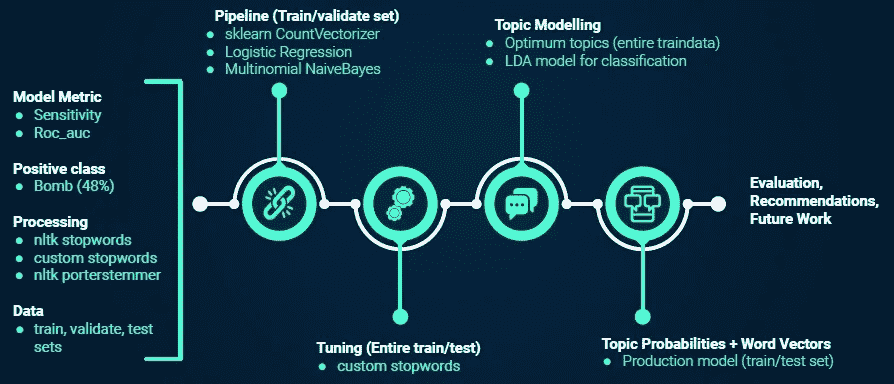 Pipeline (Train/validate set)
● sklearn CountVectorizer
● Logistic Regression
● Multinomial NaiveBayes
Topic Modelling
● Optimum topics (entire traindata)
● LDA model for classification
Model Metric
● Sensitivity
● Roc_auc
Positive class
● Bomb (48%)
Processing
● nltk stopwords
● custom stopwords
● nltk porterstemmer
Data
● train, validate, test
sets
Evaluation,
Recommendations,
Future Work
Tuning (Entire train/test)
● custom stopwords
Topic Probabilities + Word Vectors
● Production model (train/test set)